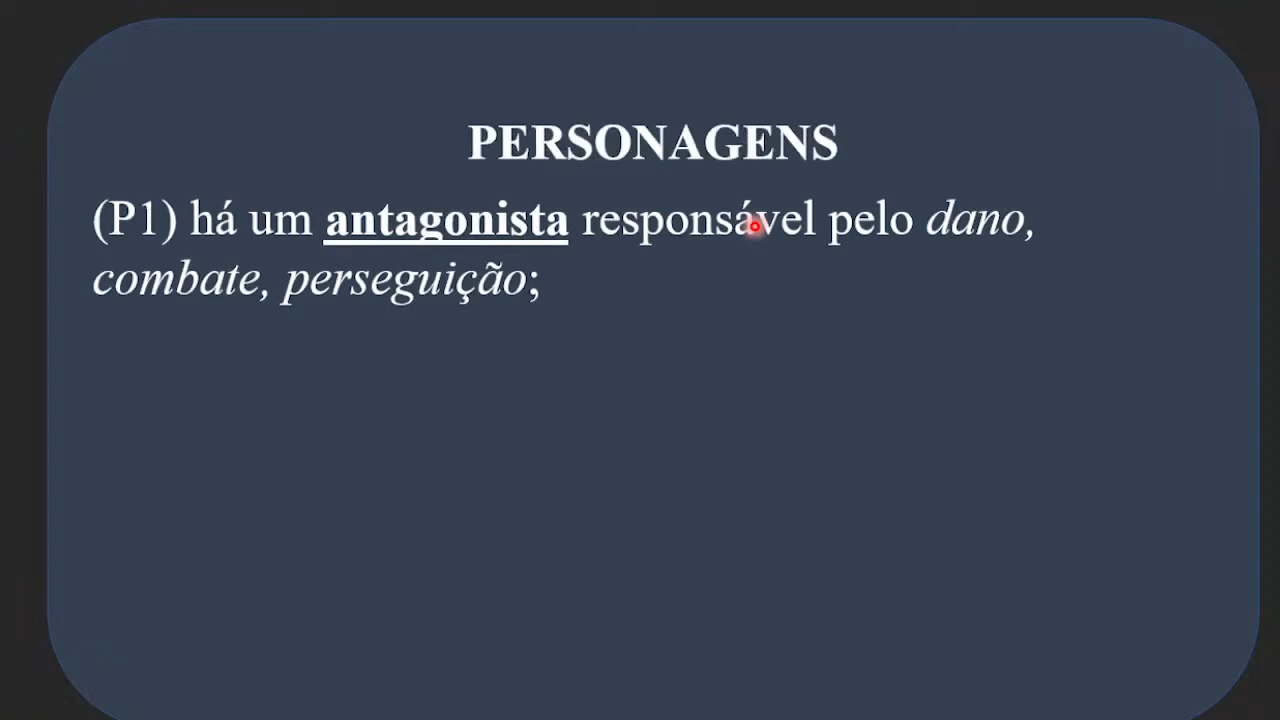 PERSONAGENS
(P1) há um antagonista responsável pelo dano,
combate, perseguição;